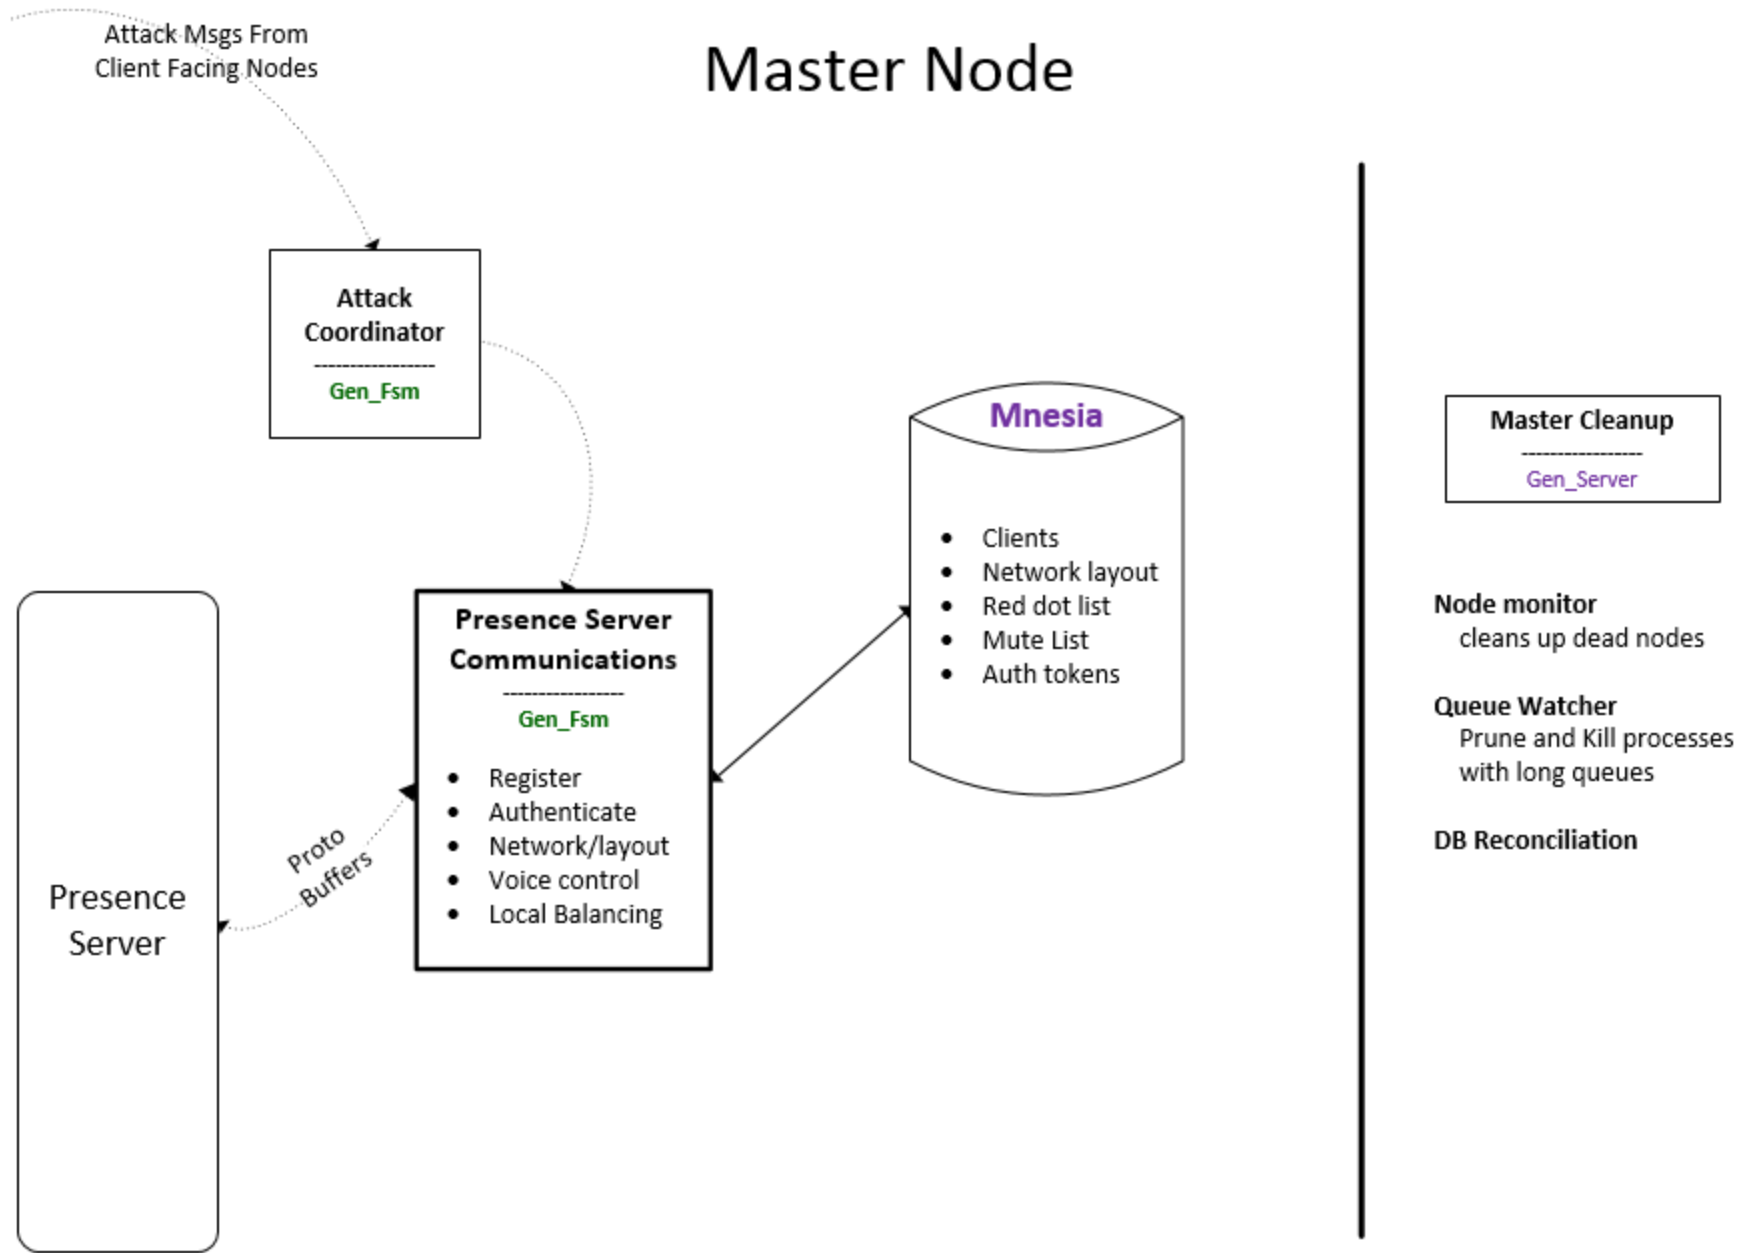 Attack Msgs From
Client Facing Nodes
Master Node
Attack
Coordinator
-----------------
Gen_Fsm
Presence Server
Communications
-----------------
Gen_Fsm
• Register
• Authenticate
• Network/layout
• Voice control
• Local Balancing
Proto
Buffers
Presence
Server
Mnesia
• Clients
• Network layout
• Red dot list
• Mute List
• Auth tokens
Master Cleanup
-----------------
Gen_Server
Node monitor
cleans up dead nodes
Queue Watcher
Prune and Kill processes
with long queues
DB Reconciliation